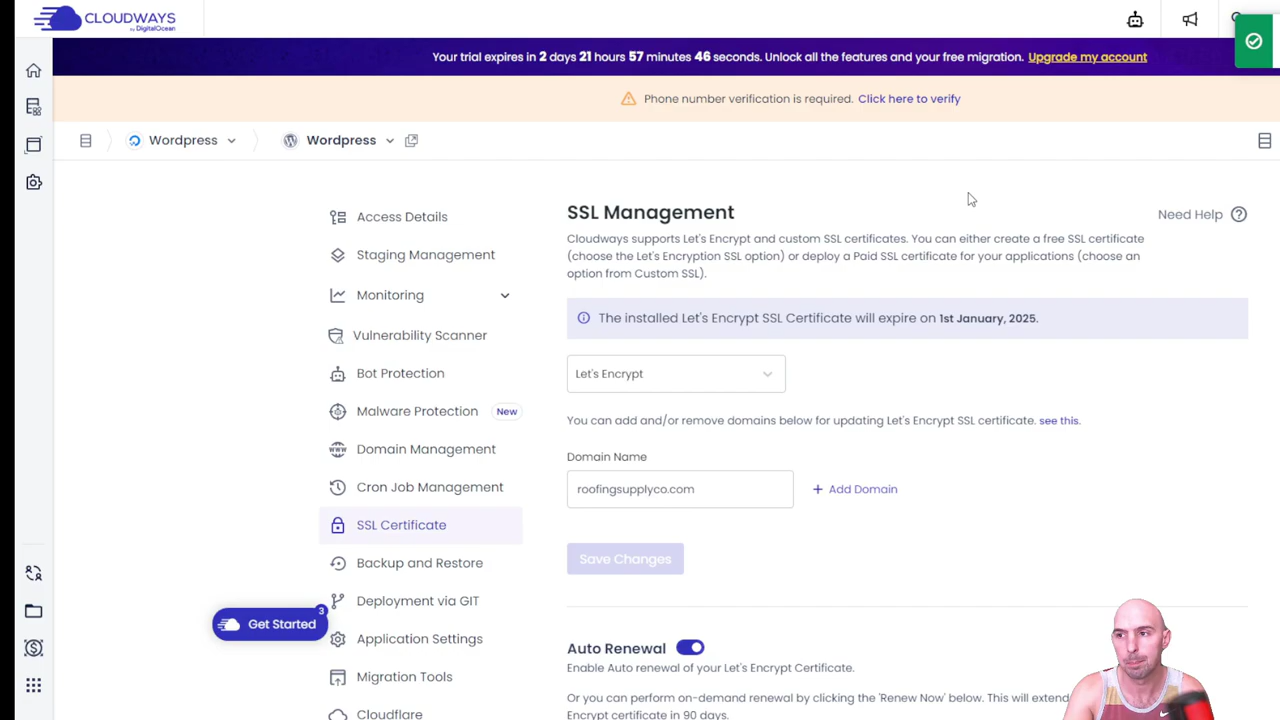 CLOUDWAYS
by DigitalOcean
Your trial expires in 2 days 21 hours 57 minutes 46 seconds. Unlock all the features and your free migration. Upgrade my account
Phone number verification is required. Click here to verify
Wordpress
Wordpress
Access Details
Staging Management
Monitoring
Vulnerability Scanner
Bot Protection
Malware Protection New
Domain Management
Cron Job Management
SSL Certificate
Backup and Restore
Deployment via GIT
Application Settings
Migration Tools
Cloudflare
3
Get Started
SSL Management
Need Help
Cloudways supports Let's Encrypt and custom SSL certificates. You can either create a free SSL certificate
(choose the Let's Encryption SSL option) or deploy a Paid SSL certificate for your applications (choose an
option from Custom SSL).
The installed Let's Encrypt SSL Certificate will expire on 1st January, 2025.
Let's Encrypt
You can add and/or remove domains below for updating Let's Encrypt SSL certificate. see this.
Domain Name
roofingsupplyco.com
+ Add Domain
Save Changes
Auto Renewal
Enable Auto renewal of your Let's Encrypt Certificate.
Or you can perform on-demand renewal by clicking the 'Renew Now' below. This will extend
Encrypt certificate in 90 days.